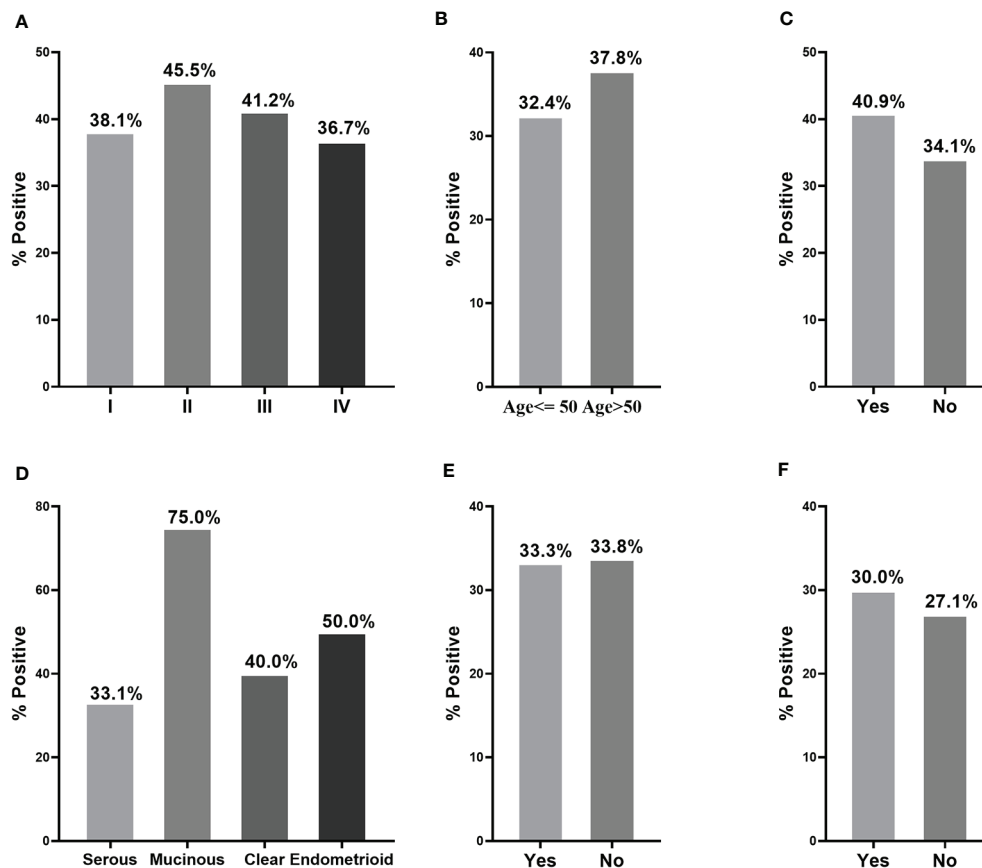 A
% Positive
50
40
30
20
10
0
38.1%
45.5%
41.2%
36.7%
I II III IV
B
% Positive
40
30
20
10
0
32.4%
37.8%
Age<= 50 Age>50
C
% Positive
50
40
30
20
10
0
40.9%
34.1%
Yes No
D
% Positive
80
60
40
20
0
33.1%
75.0%
40.0%
50.0%
Serous Mucinous Clear Endometrioid
E
% Positive
40
30
20
10
0
33.3%
33.8%
Yes No
F
% Positive
40
30
20
10
0
30.0%
27.1%
Yes No